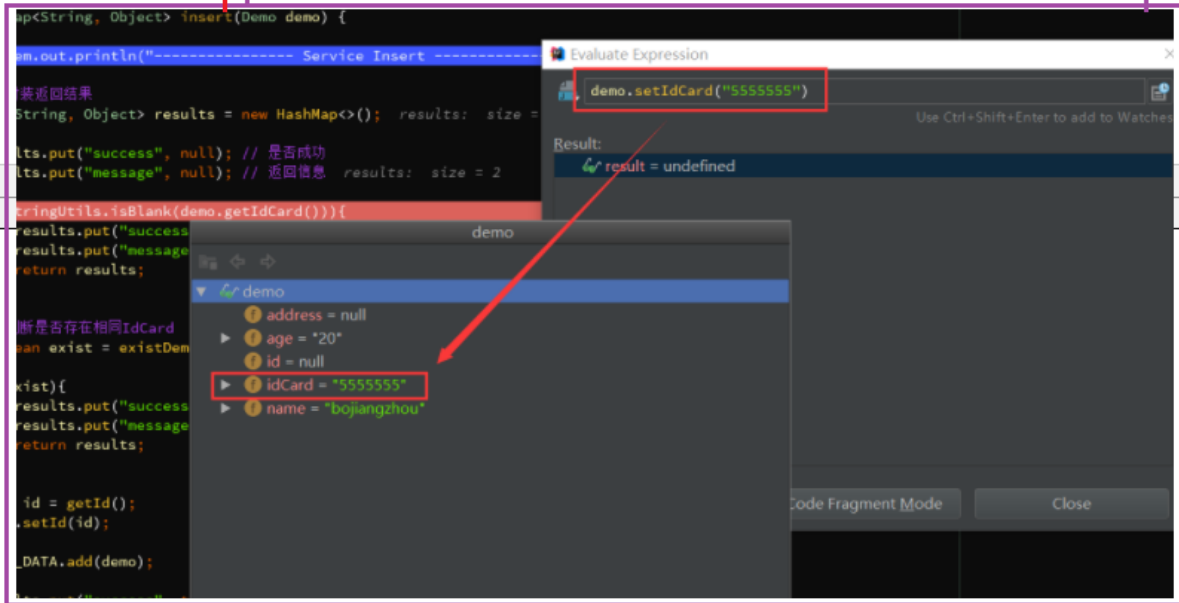 ap<String, Object> insert(Demo demo) {
em.out.println("---------------- Service Insert -------------
装返回结果
String, Object> results = new HashMap<>(); results: size =
lts.put("success", null); // 是否成功
lts.put("message", null); // 返回信息 results: size = 2
tringUtils.isBlank(demo.getIdCard())){
results.put("success
results.put("message
return results;
断是否存在相同IdCard
ean exist = existDem
xist){
results.put("success
results.put("message
return results;
id = getId();
.setId(id);
_DATA.add(demo);
Evaluate Expression
demo.setIdCard("5555555")
Use Ctrl+Shift+Enter to add to Watches
Result:
result = undefined
demo
demo
address = null
age = "20"
id = null
idCard = "5555555"
name = "bojiangzhou"
Code Fragment Mode
Close